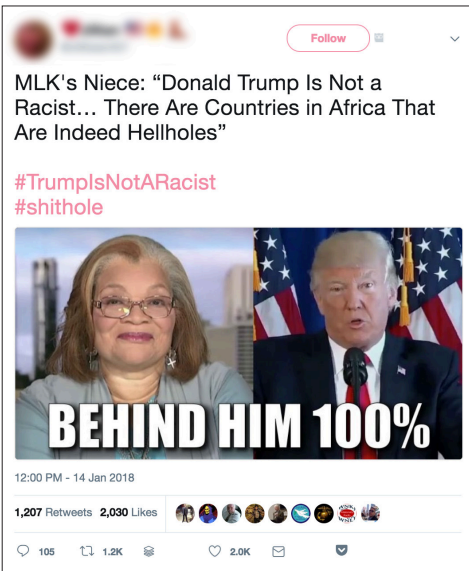 Follow
MLK's Niece: “Donald Trump Is Not a
Racist... There Are Countries in Africa That
Are Indeed Hellholes”
#TrumpIsNotARacist
#shithole
BEHIND HIM 100%
12:00 PM - 14 Jan 2018
1,207 Retweets 2,030 Likes
105 1.2K 2.0K